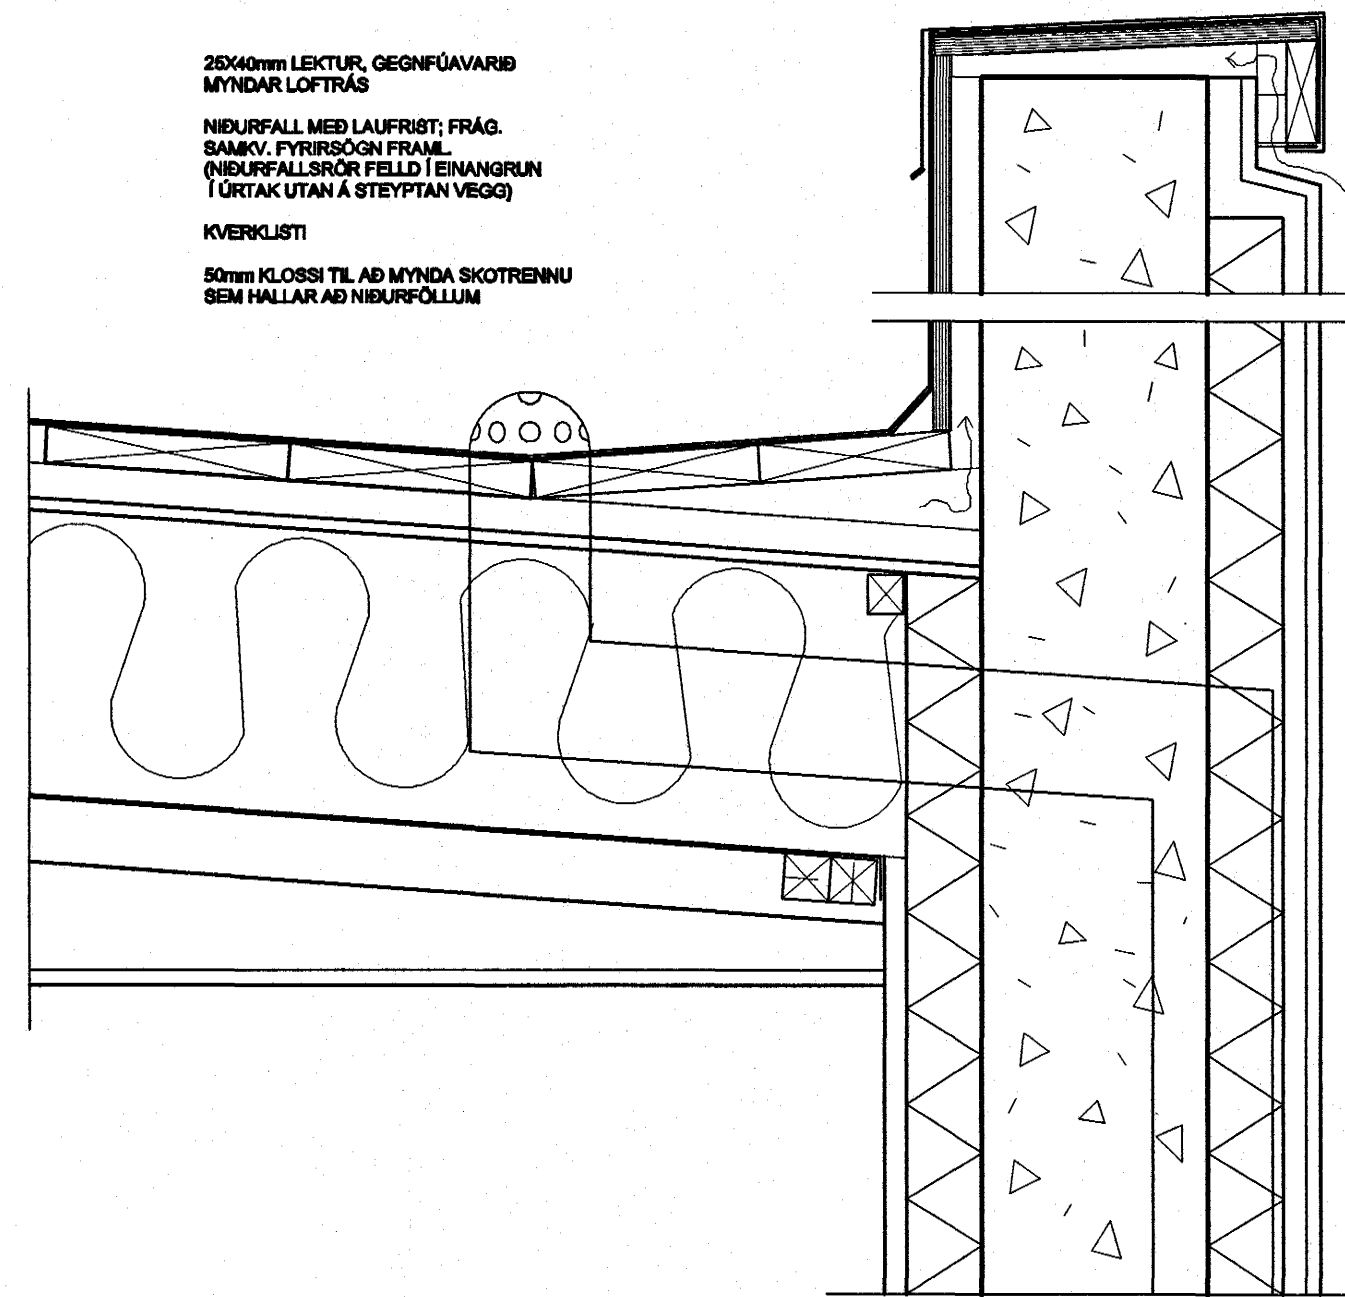 25X40mm LEKTUR, GEGNFÚAVARIÐ
MYNDAR LOFTRÁS
NIÐURFALL MEÐ LAUFRIST; FRÁG.
SAMKV. FYRIRSÖGN FRAML.
(NIÐURFALLSRÖR FELLD Í EINANGRUN
Í ÚRTAK UTAN Á STEYPTAN VEGG)
KVERKLISTI
50mm KLOSSI TIL AÐ MYNDA SKOTRENNU
SEM HALLAR AÐ NIÐURFÖLLUM